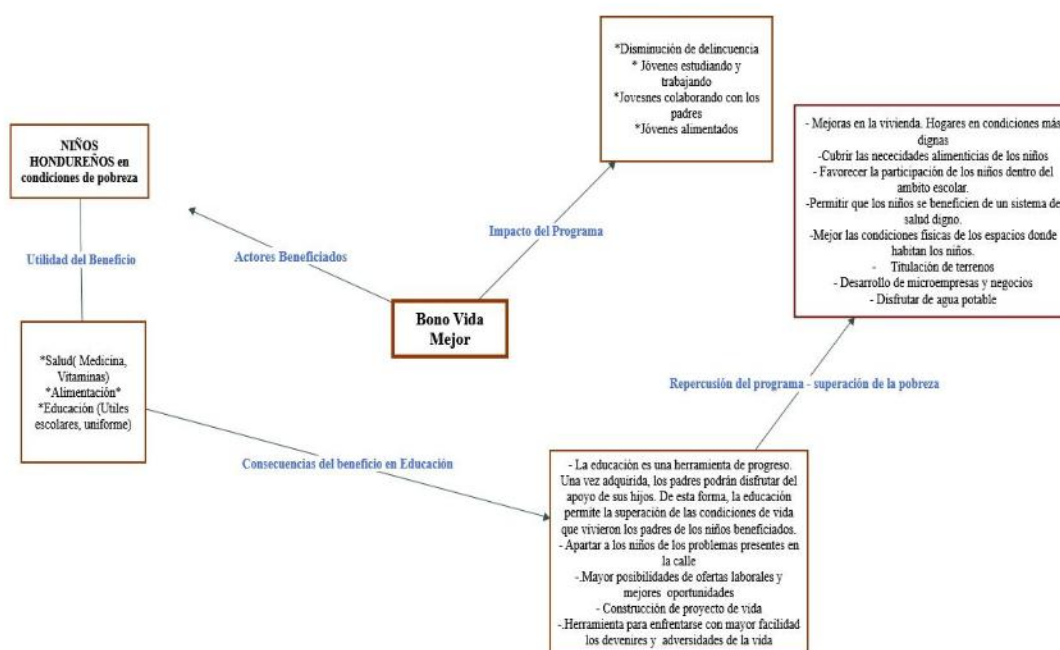 *Disminución de delincuencia
* Jóvenes estudiando y
trabajando
*Jovesnes colaborando con los
padres
*Jóvenes alimentados
NIÑOS
HONDUREÑOS en
condiciones de pobreza
- Mejoras en la vivienda. Hogares en condiciones más
dignas
-Cubrir las nececidades alimenticias de los niños
- Favorecer la participación de los niños dentro del
ambito escolar.
-Permitir que los niños se beneficien de un sistema de
salud digno.
-Mejor las condiciones fisicas de los espacios donde
habitan los niños.
- Titulación de terrenos
- Desarrollo de microempresas y negocios
- Disfrutar de agua potable
Impacto del Programa
Utilidad del Beneficio
Actores Beneficiados
Bono Vida
Mejor
*Salud( Medicina,
Vitaminas)
*Alimentación*
*Educación (Utiles
escolares, uniforme)
Repercusión del programa - superación de la pobreza
Consecuencias del beneficio en Educación
- La educación es una herramienta de progreso.
Una vez adquirida, los padres podrán disfrutar del
apoyo de sus hijos. De esta forma, la educación
permite la superación de las condiciones de vida
que vivieron los padres de los niños beneficiados.
- Apartar a los niños de los problemas presentes en
la calle
-.Mayor posibilidades de ofertas laborales y
mejores oportunidades
- Construcción de proyecto de vida
-.Herramienta para enfrentarse con mayor facilidad
los devenires y adversidades de la vida